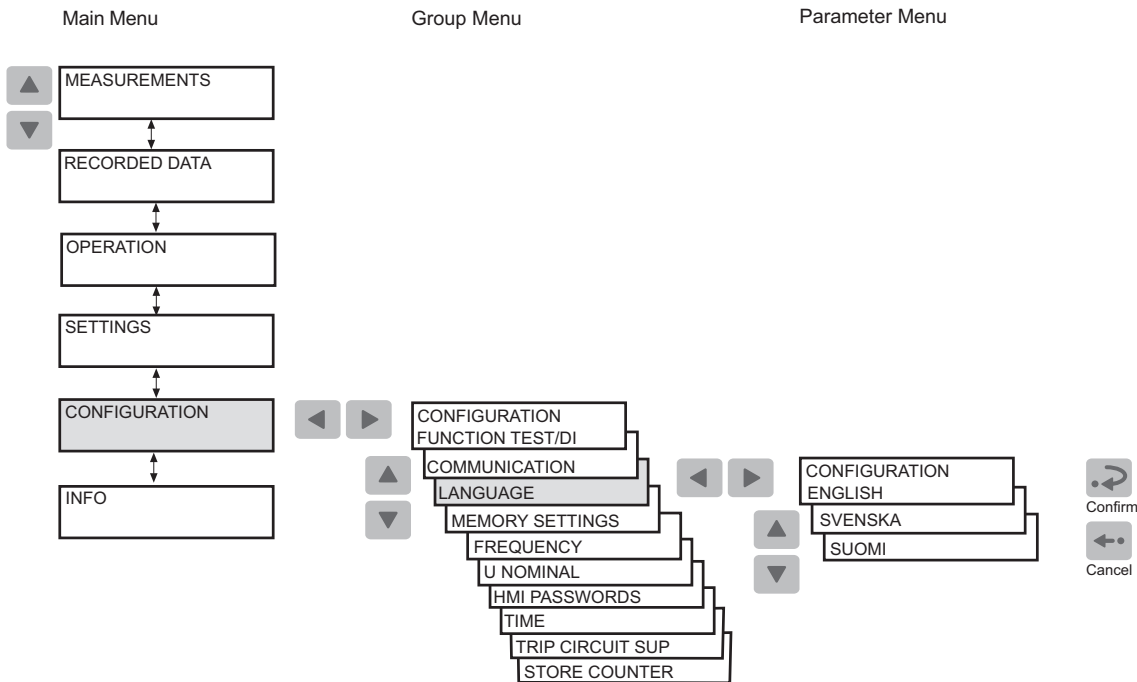 Main Menu
Group Menu
Parameter Menu
MEASUREMENTS
RECORDED DATA
OPERATION
SETTINGS
CONFIGURATION
INFO
CONFIGURATION
FUNCTION TEST/DI
COMMUNICATION
LANGUAGE
MEMORY SETTINGS
FREQUENCY
U NOMINAL
HMI PASSWORDS
TIME
TRIP CIRCUIT SUP
STORE COUNTER
CONFIGURATION
ENGLISH
SVENSKA
SUOMI
Confirm
Cancel